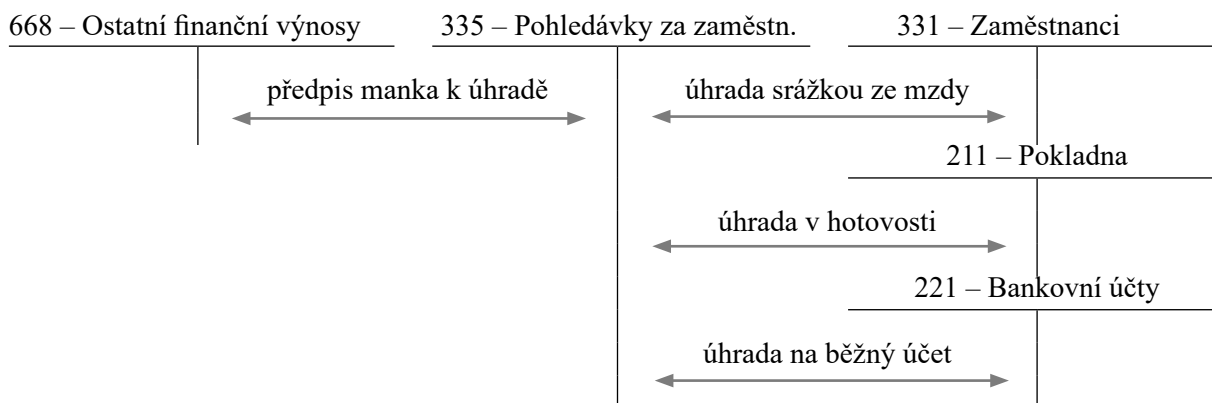 668 – Ostatní finanční výnosy
335 – Pohledávky za zaměstn.
331 – Zaměstnanci
předpis manka k úhradě
úhrada srážkou ze mzdy
211 – Pokladna
úhrada v hotovosti
221 – Bankovní účty
úhrada na běžný účet